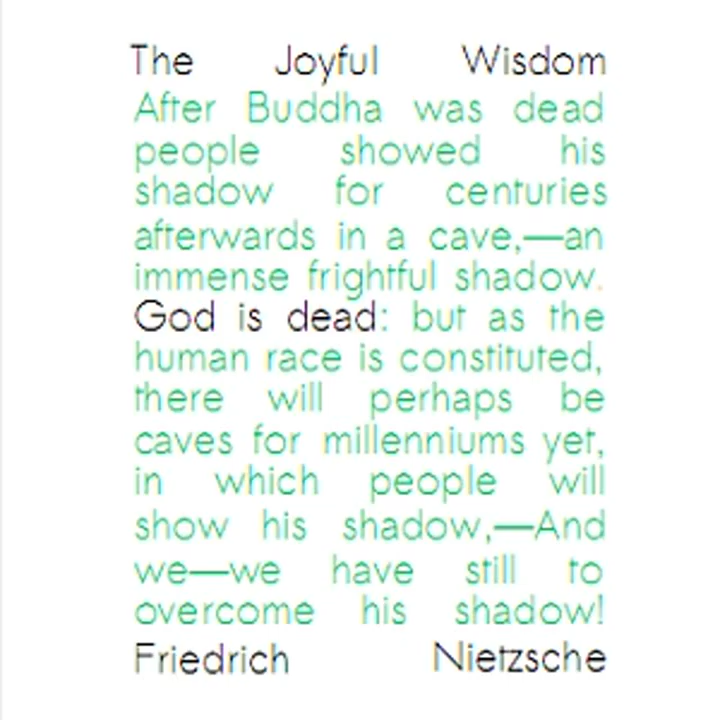 The Joyful Wisdom
After Buddha was dead
people showed his
shadow for centuries
afterwards in a cave,—an
immense frightful shadow.
God is dead: but as the
human race is constituted,
there will perhaps be
caves for millenniums yet,
in which people will
show his shadow,—And
we—we have still to
overcome his shadow!
Friedrich Nietzsche